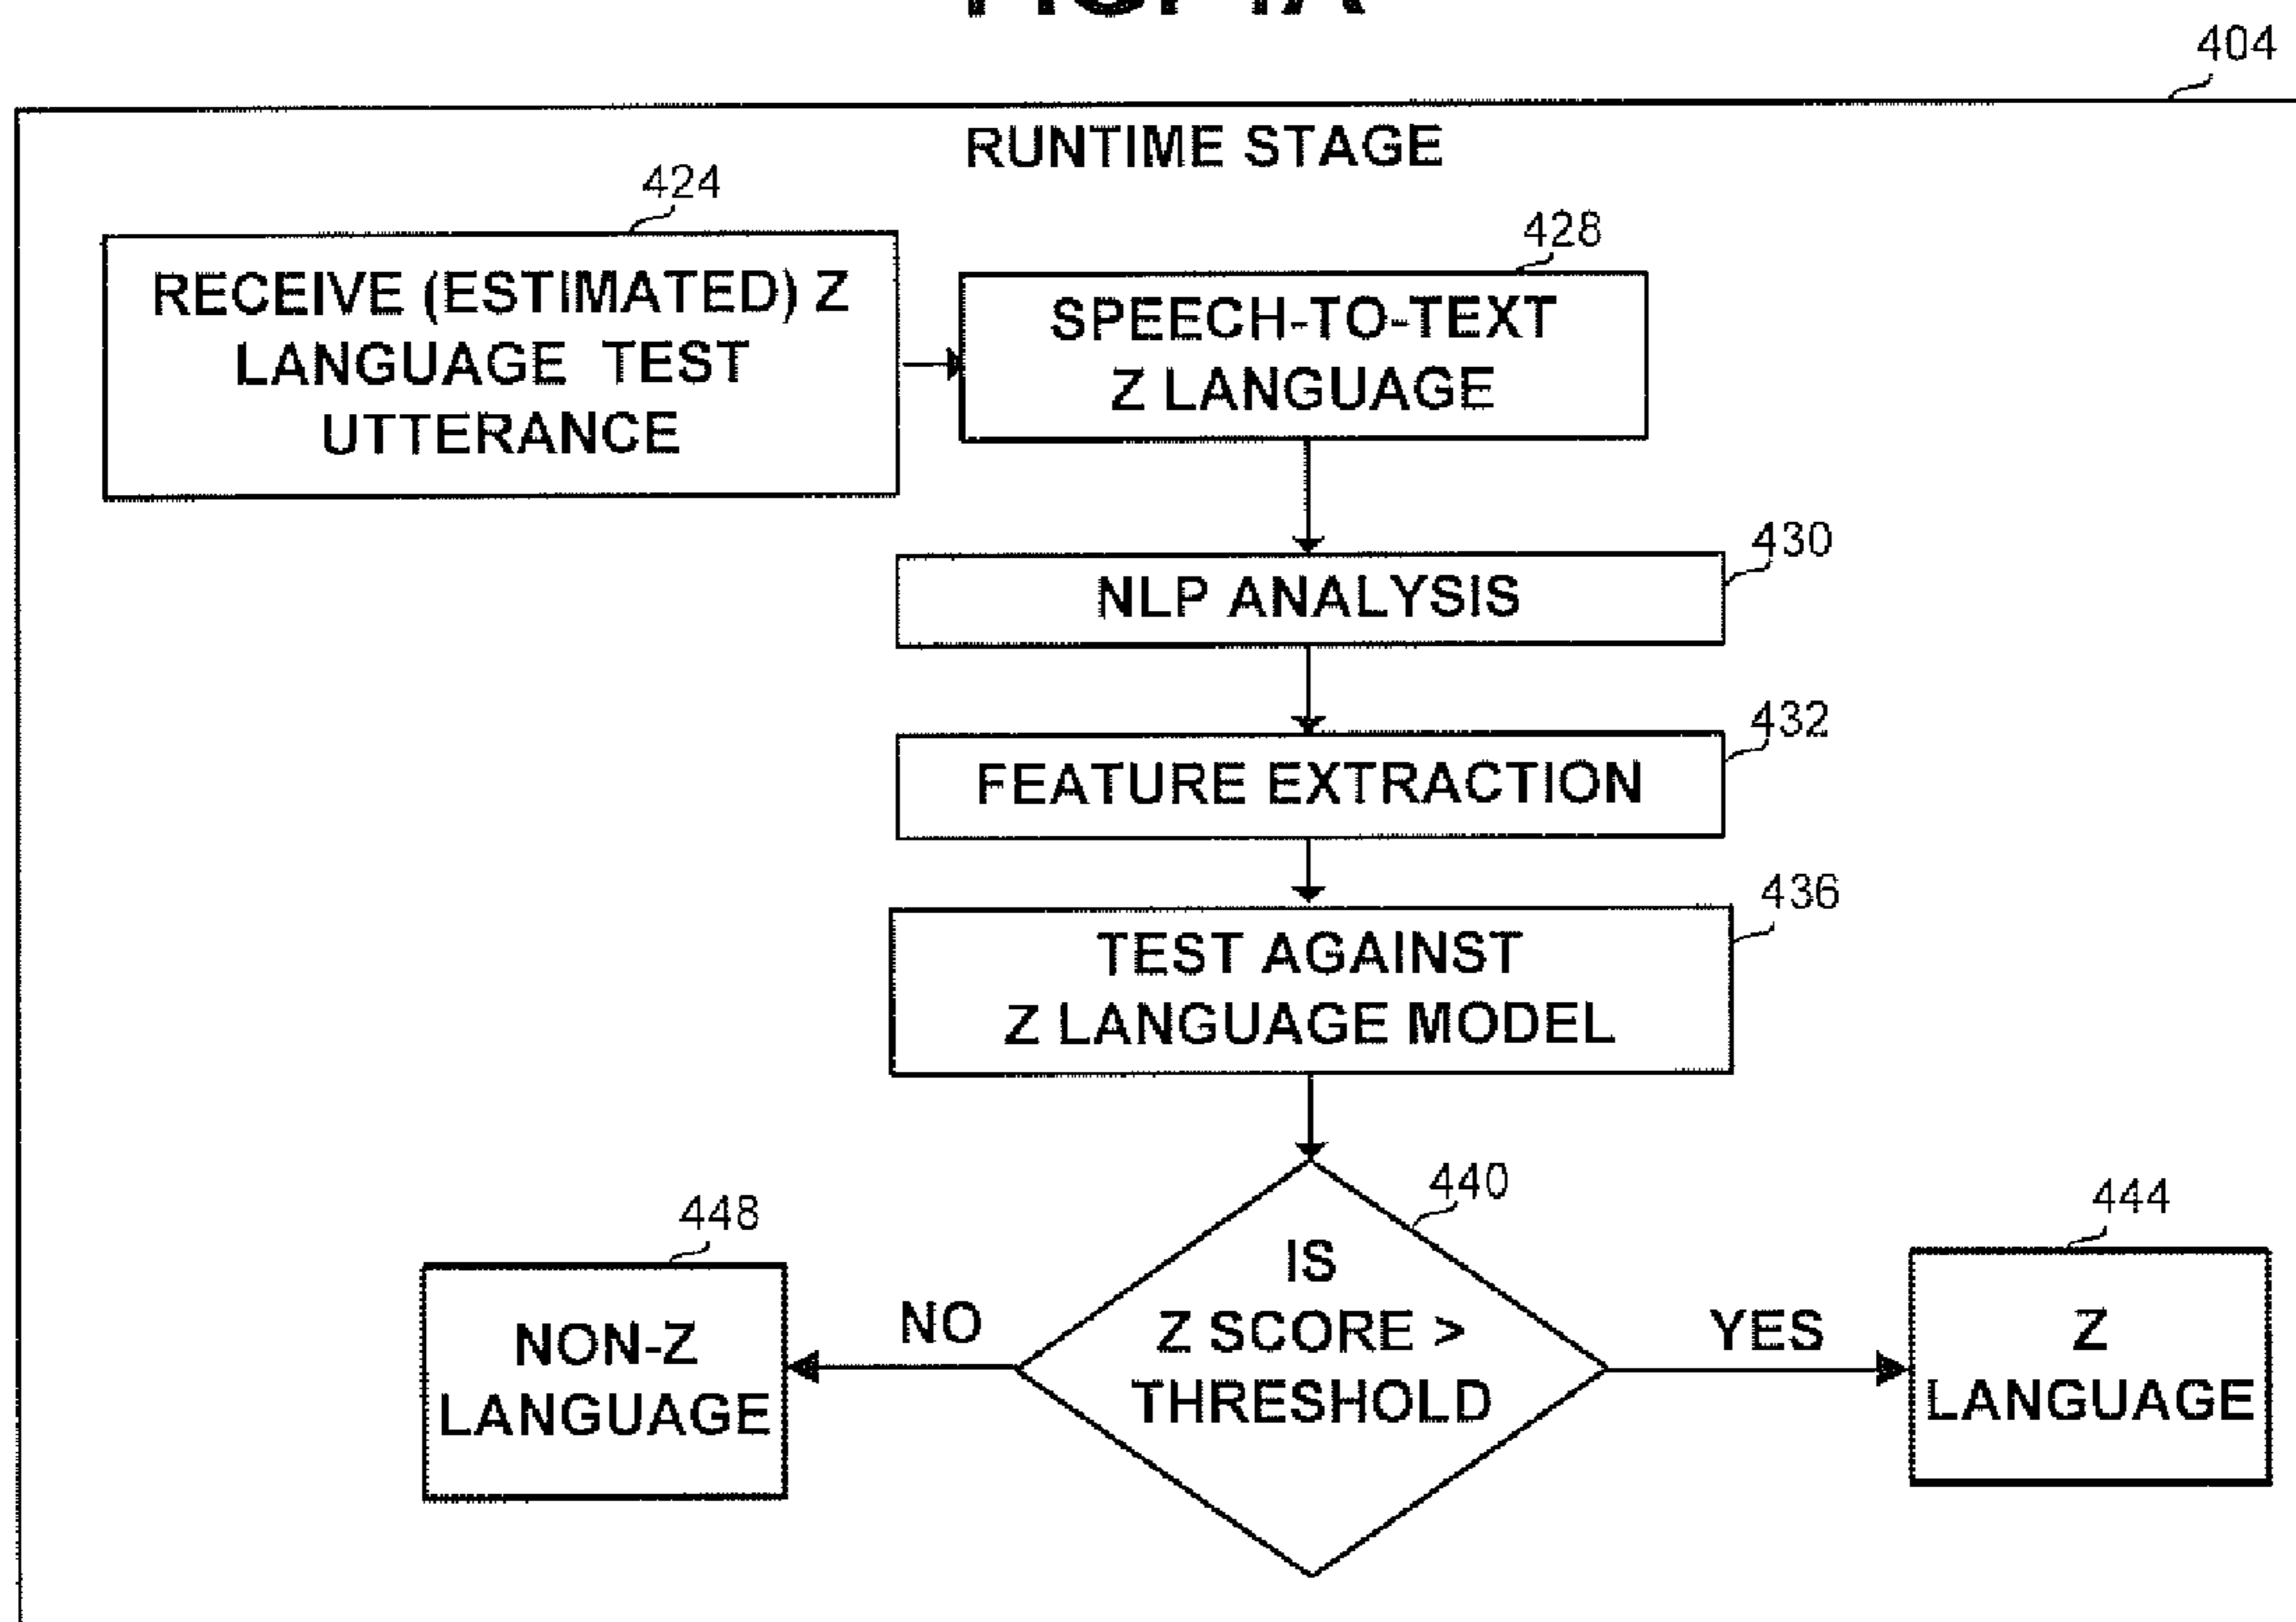 404
RUNTIME STAGE
424
RECEIVE (ESTIMATED) Z
LANGUAGE TEST
UTTERANCE
428
SPEECH-TO-TEXT
Z LANGUAGE
430
NLP ANALYSIS
432
FEATURE EXTRACTION
436
TEST AGAINST
Z LANGUAGE MODEL
440
IS
Z SCORE >
THRESHOLD
NO
YES
448
NON-Z
LANGUAGE
444
Z
LANGUAGE